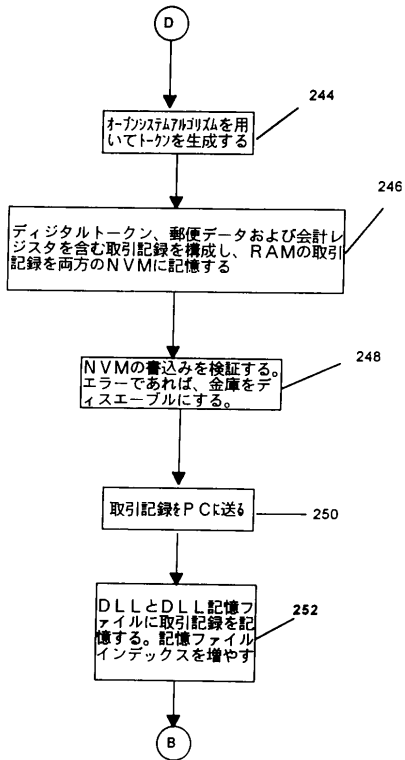 D
244
オープンシステムアルゴリズムを用
いてトークンを生成する
246
ディジタルトークン、郵便データおよび会計レ
ジスタを含む取引記録を構成し、RAMの取引
記録を両方のNVMに記憶する
248
NVMの書込みを検証する。
エラーであれば、金庫をデ
ィスエーブルにする。
取引記録をPCに送る
250
DLLとDLL記憶フ
ァイルに取引記録を記
憶する。記憶ファイル
インデックスを増やす
252
B